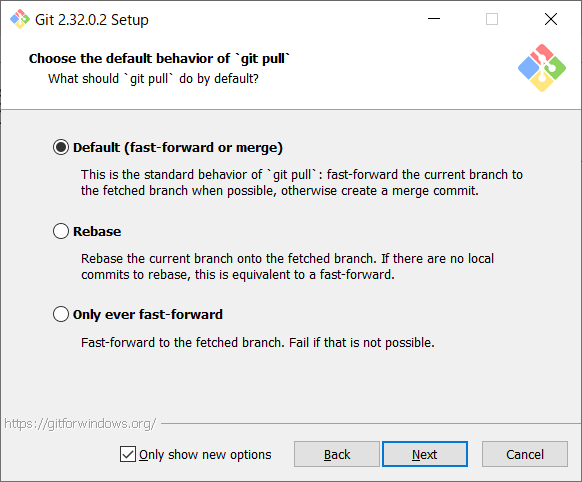 Git 2.32.0.2 Setup
Choose the default behavior of `git pull`
What should `git pull` do by default?
Default (fast-forward or merge)
This is the standard behavior of `git pull`: fast-forward the current branch to
the fetched branch when possible, otherwise create a merge commit.
Rebase
Rebase the current branch onto the fetched branch. If there are no local
commits to rebase, this is equivalent to a fast-forward.
Only ever fast-forward
Fast-forward to the fetched branch. Fail if that is not possible.
https://gitforwindows.org/
Only show new options
Back
Next
Cancel